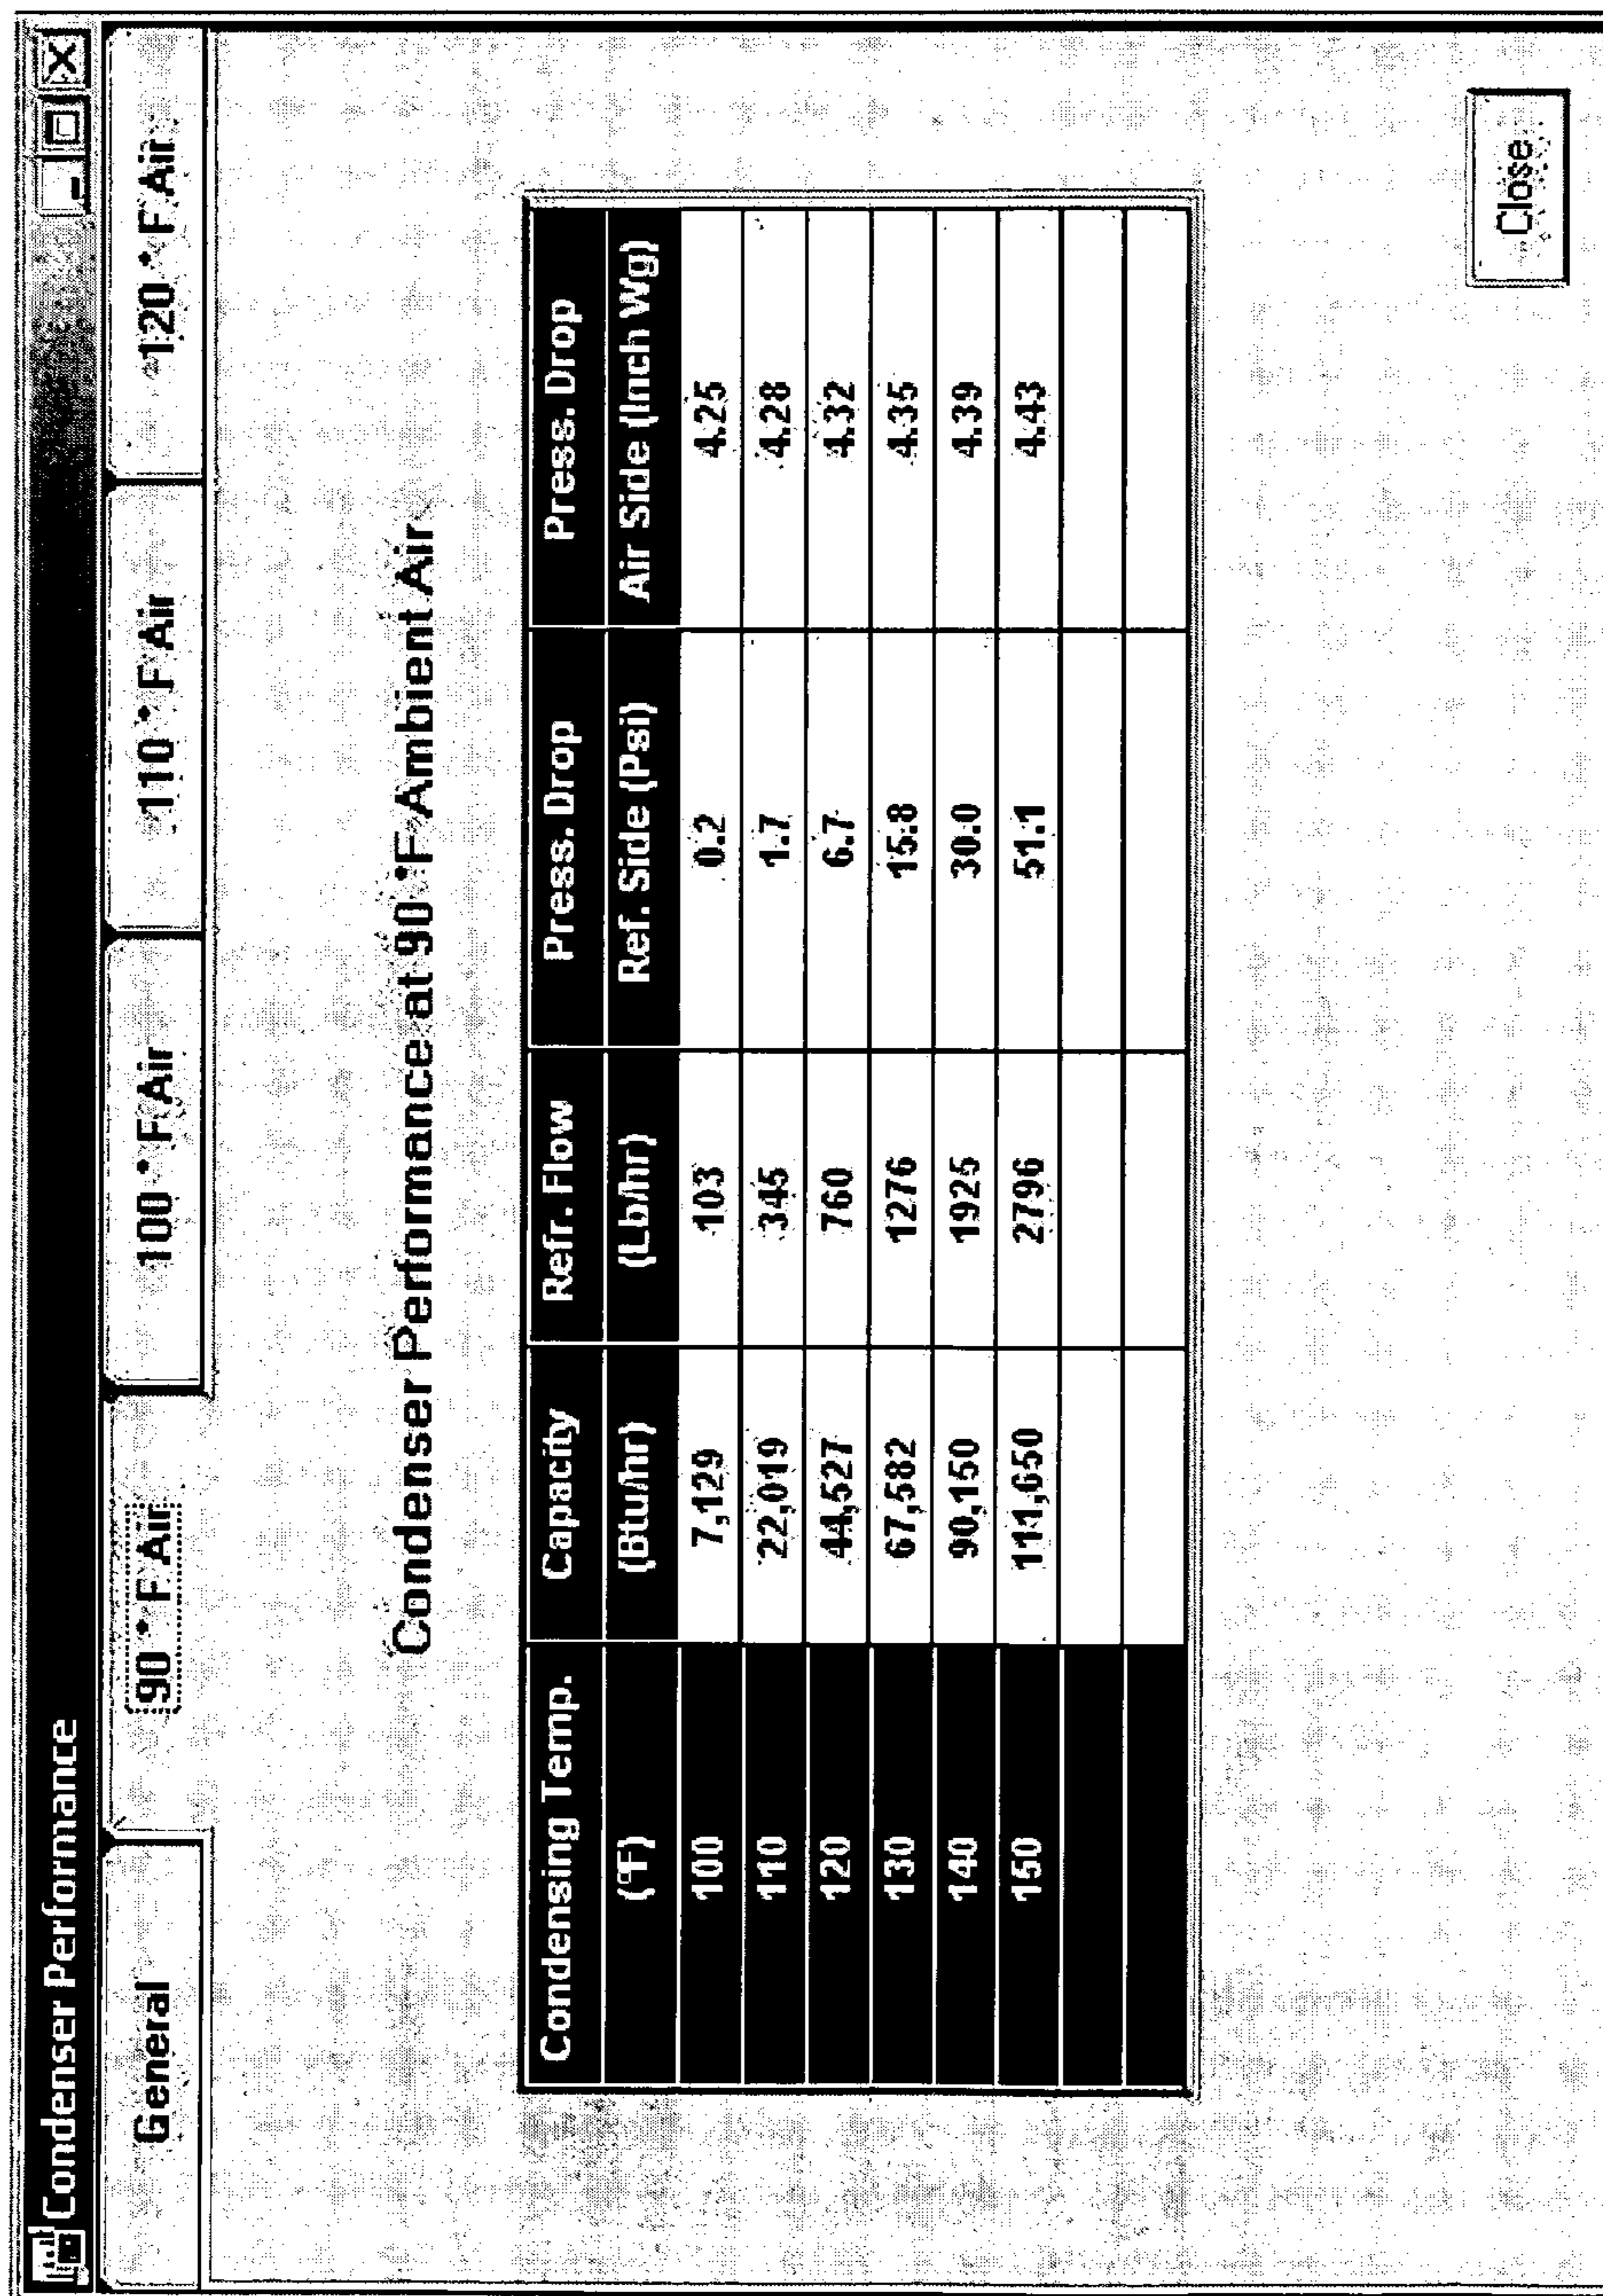 Condenser Performance
General 90 °F Air 100 °F Air 110 °F Air 120 °F Air
Condenser Performance at 90 °F Ambient Air
Condensing Temp. Capacity Refr. Flow Press. Drop Press. Drop
(°F) (Btu/hr) (Lb/hr) Ref. Side (Psi) Air Side (Inch Wg)
100 7,129 103 0.2 4.25
110 22,019 345 1.7 4.28
120 44,527 760 6.7 4.32
130 67,582 1276 15.8 4.35
140 90,150 1925 30.0 4.39
150 111,650 2796 51.1 4.43
Close